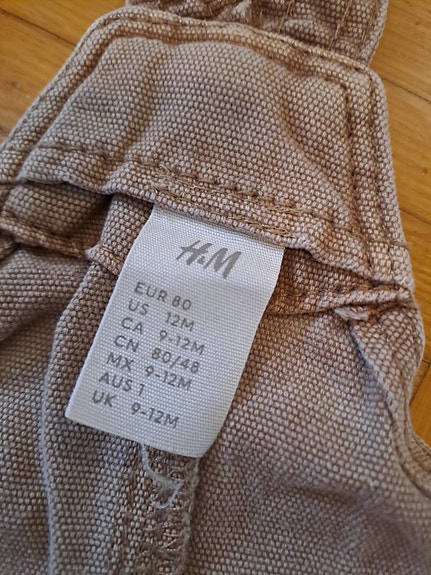 H&M
EUR 80
US 12M
CA 9-12M
CN 80/48
MX 9-12M
AUS 1
UK 9-12M